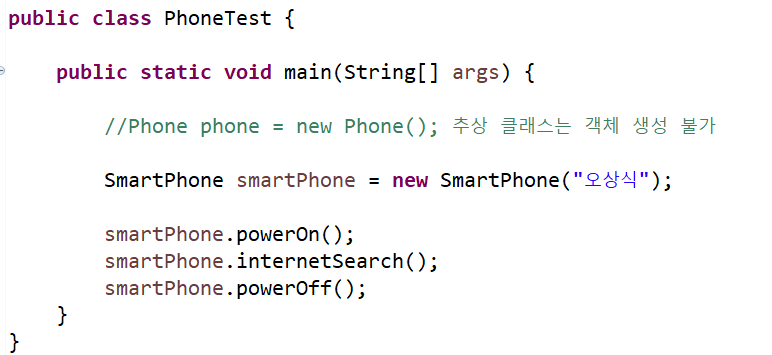 public class PhoneTest {
public static void main(String[] args) {
//Phone phone = new Phone(); 추상 클래스는 객체 생성 불가
SmartPhone smartPhone = new SmartPhone("오상식");
smartPhone.powerOn();
smartPhone.internetSearch();
smartPhone.powerOff();
}
}